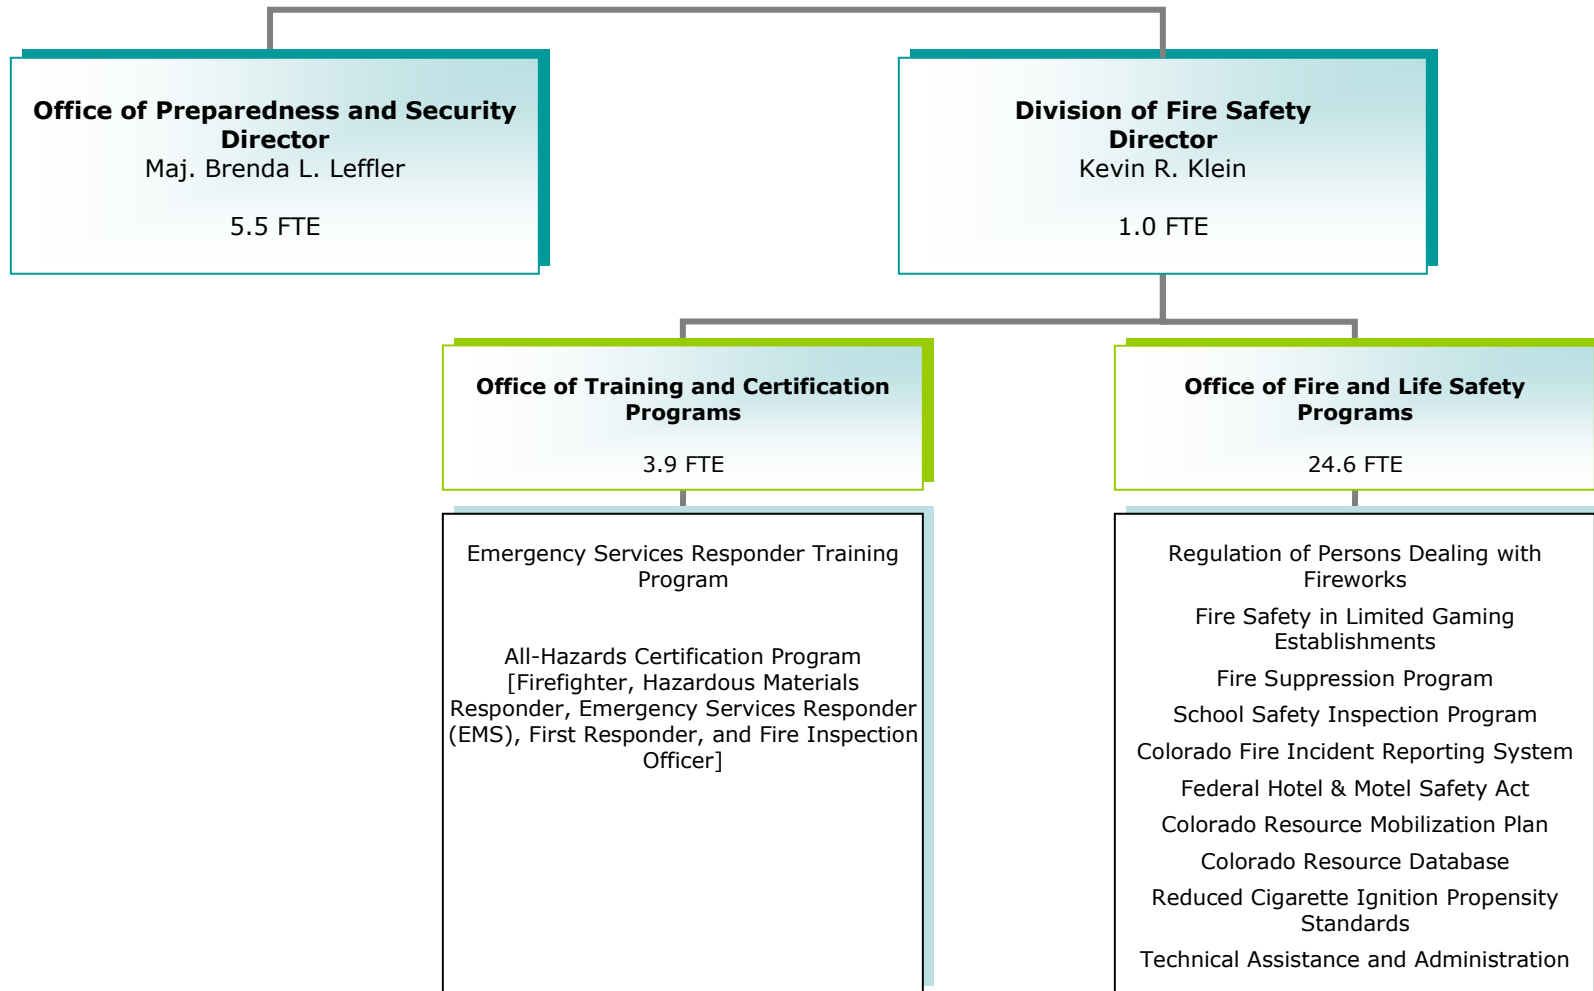 Office of Preparedness and Security
Director
Maj. Brenda L. Leffler
5.5 FTE
Division of Fire Safety
Director
Kevin R. Klein
1.0 FTE
Office of Training and Certification
Programs
3.9 FTE
Office of Fire and Life Safety
Programs
24.6 FTE
Emergency Services Responder Training
Program
All-Hazards Certification Program
[Firefighter, Hazardous Materials
Responder, Emergency Services Responder
(EMS), First Responder, and Fire Inspection
Officer]
Regulation of Persons Dealing with
Fireworks
Fire Safety in Limited Gaming
Establishments
Fire Suppression Program
School Safety Inspection Program
Colorado Fire Incident Reporting System
Federal Hotel & Motel Safety Act
Colorado Resource Mobilization Plan
Colorado Resource Database
Reduced Cigarette Ignition Propensity
Standards
Technical Assistance and Administration